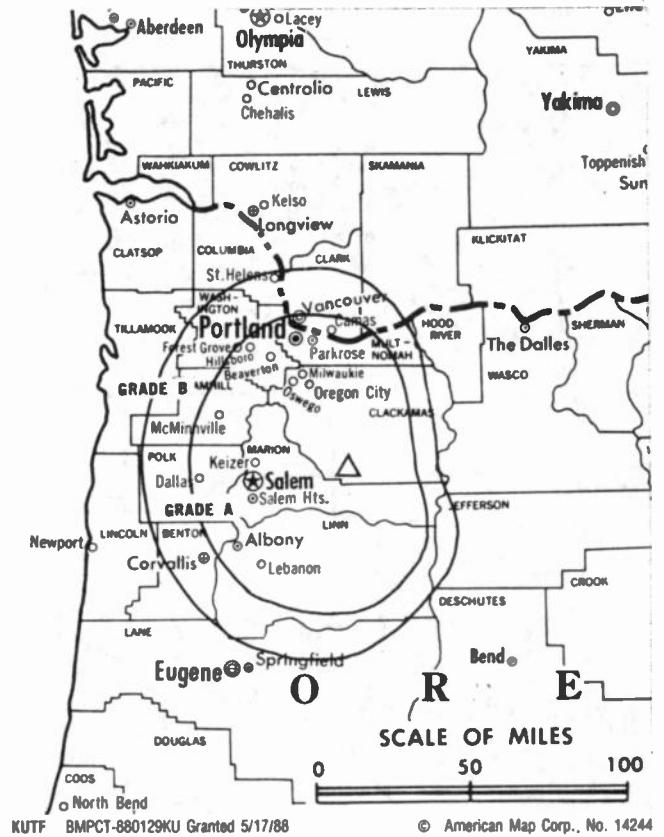 Aberdeen
Lacey
Olympia
THURSTON
YAKIMA
PACIFIC
Centrolia
LEWIS
Chehalis
Yakima
WAHKIAKUM
COWLITZ
SKAMANIA
Toppenish
Sun
Kelso
Astoria
Longview
KLICKITAT
CLATSOP
COLUMBIA
CLARK
St. Helens
WASH-
INGTON
Vancouver
TILLAMOOK
Portland
Camas
HOOD
RIVER
SHERMAN
Forest Grove
Parkrose
MULT-
NOMAH
The Dalles
Hillsboro
Beaverton
Milwaukie
WASCO
GRADE B
AMHILL
Oswego
Oregon City
CLACKAMAS
McMinnville
POLK
MARION
Keizer
Dallas
Salem
Salem Hts.
GRADE A
JEFFERSON
LINCOLN
BENTON
LINN
Newport
Albany
Corvallis
Lebanon
CROOK
DESCHUTES
LANE
Eugene
Springfield
Bend
O R E
SCALE OF MILES
DOUGLAS
0 50 100
COOS
North Bend
KUTF BMPCT-880129KU Granted 5/17/88 © American Map Corp., No. 14244